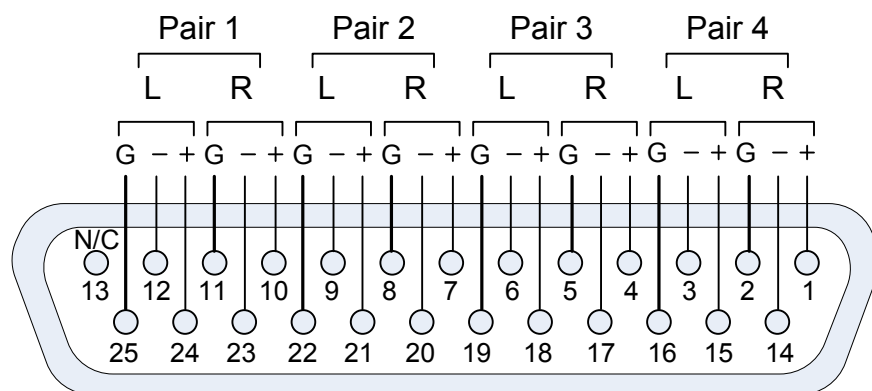 Pair 1 Pair 2 Pair 3 Pair 4
L R L R L R L R
G − + G − + G − + G − + G − + G − + G − + G − +
N/C
13 12 11 10 9 8 7 6 5 4 3 2 1
25 24 23 22 21 20 19 18 17 16 15 14